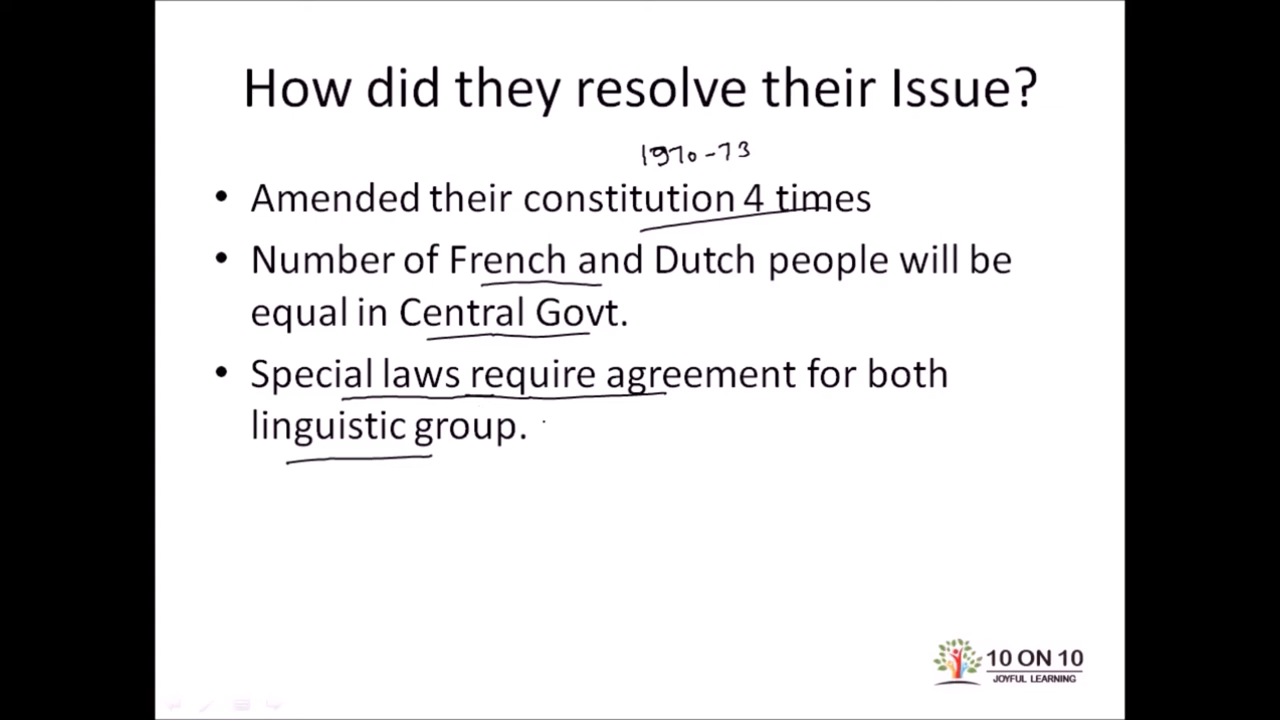 How did they resolve their Issue?
1970-73
• Amended their constitution 4 times
• Number of French and Dutch people will be
equal in Central Govt.
• Special laws require agreement for both
linguistic group.
10 ON 10
JOYFUL LEARNING